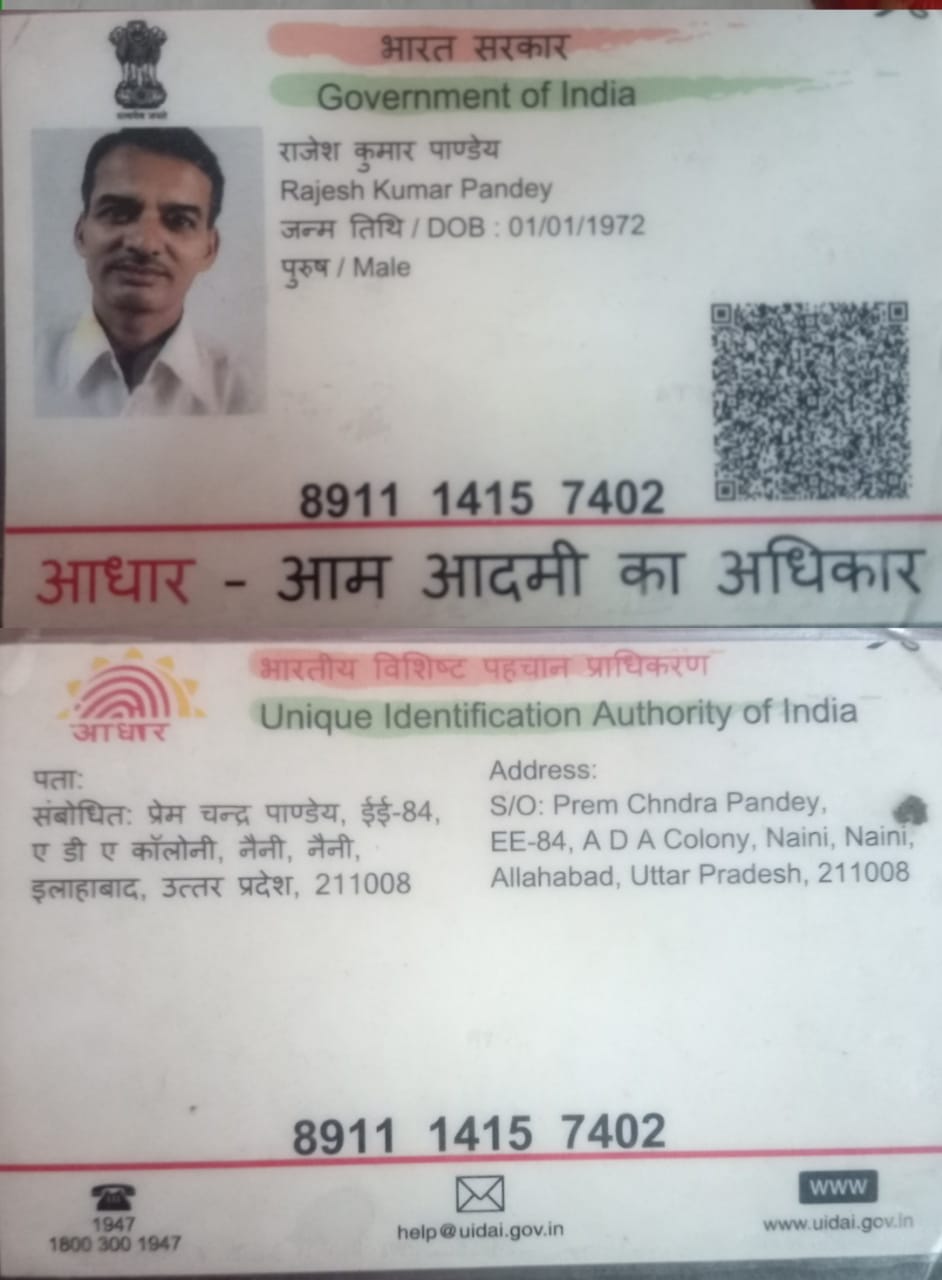 भारत सरकार
Government of India
राजेश कुमार पाण्डेय
Rajesh Kumar Pandey
जन्म तिथि / DOB : 01/01/1972
पुरुष / Male
8911 1415 7402
आधार - आम आदमी का अधिकार
भारतीय विशिष्ट पहचान प्राधिकरण
Unique Identification Authority of India
आधार
पता:
संबोधित: प्रेम चन्द्र पाण्डेय, ईई-84,
ए डी ए कॉलोनी, नैनी, नैनी,
इलाहाबाद, उत्तर प्रदेश, 211008
Address:
S/O: Prem Chndra Pandey,
EE-84, A D A Colony, Naini, Naini,
Allahabad, Uttar Pradesh, 211008
8911 1415 7402
1947
1800 300 1947
help@uidai.gov.in
www
www.uidai.gov.in